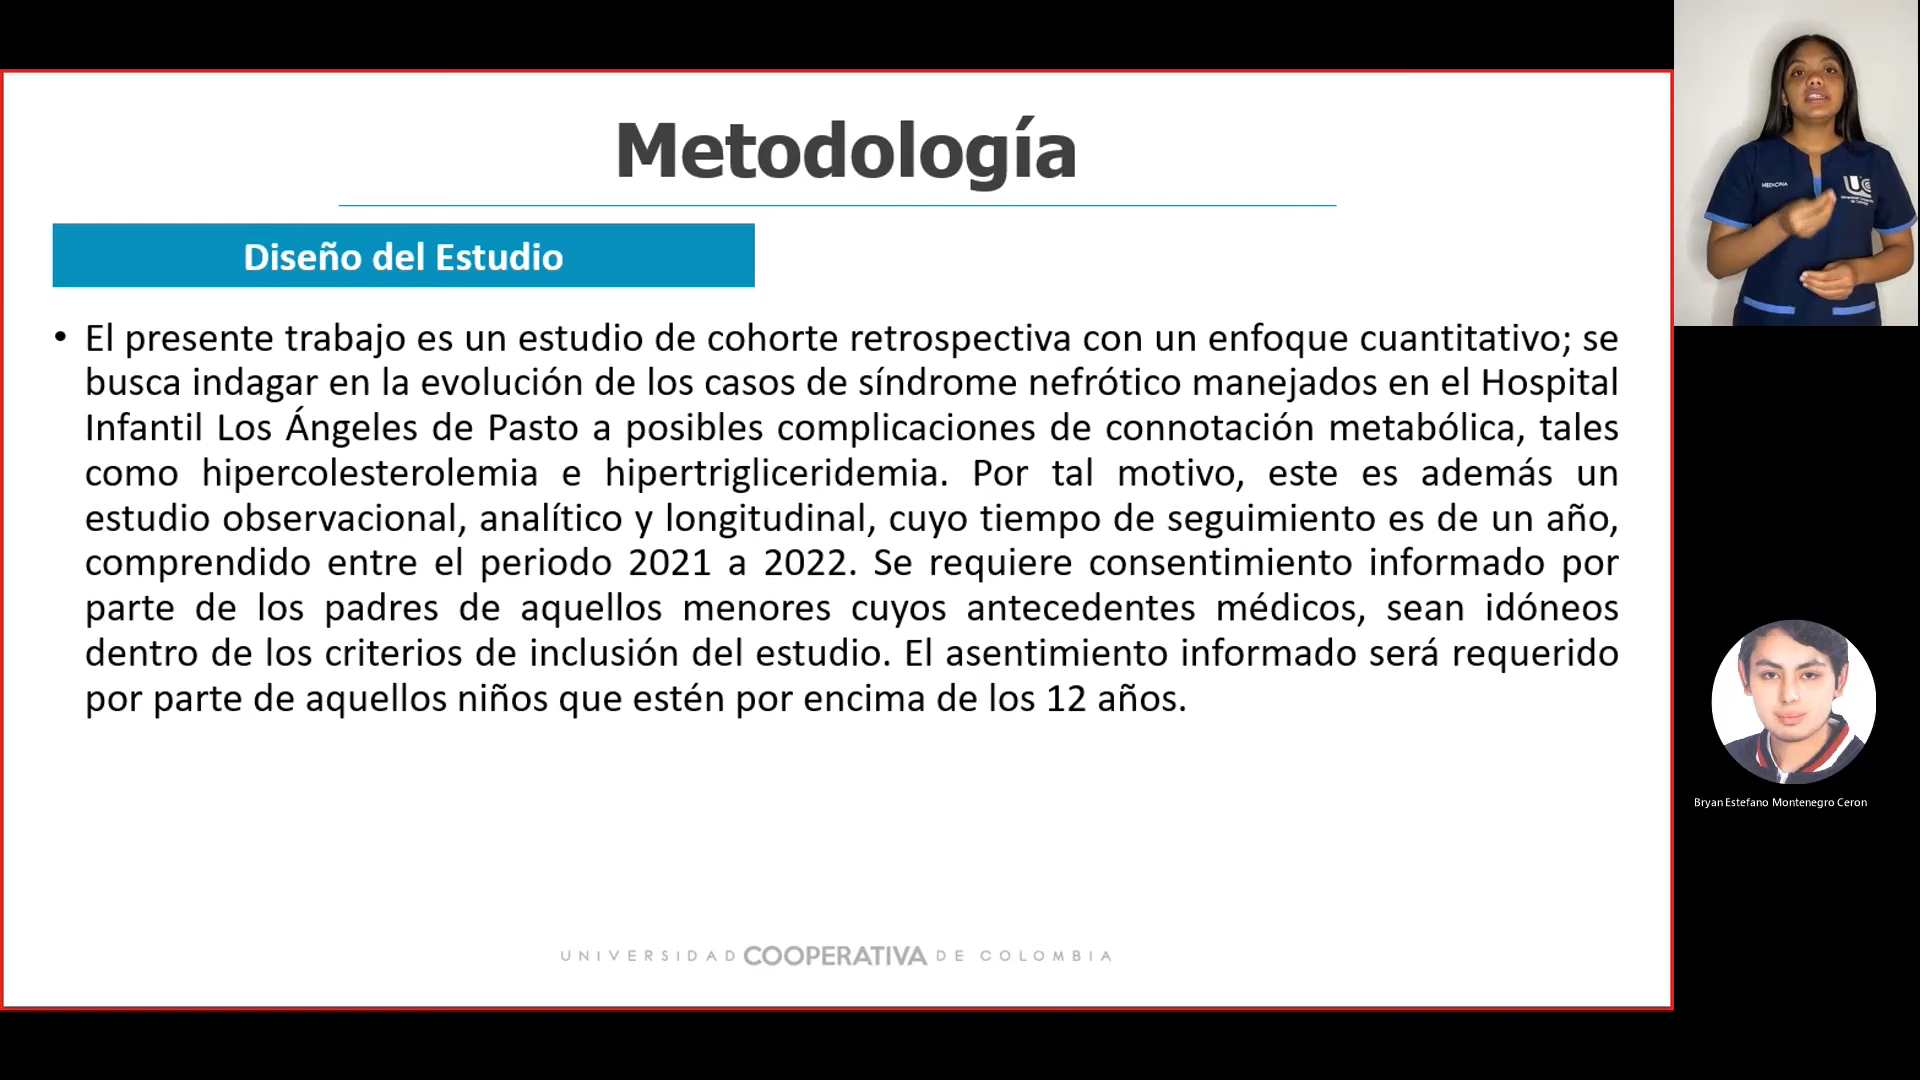 Metodología
Diseño del Estudio
• El presente trabajo es un estudio de cohorte retrospectiva con un enfoque cuantitativo; se
busca indagar en la evolución de los casos de síndrome nefrótico manejados en el Hospital
Infantil Los Ángeles de Pasto a posibles complicaciones de connotación metabólica, tales
como hipercolesterolemia e hipertrigliceridemia. Por tal motivo, este es además un
estudio observacional, analítico y longitudinal, cuyo tiempo de seguimiento es de un año,
comprendido entre el periodo 2021 a 2022. Se requiere consentimiento informado por
parte de los padres de aquellos menores cuyos antecedentes médicos, sean idóneos
dentro de los criterios de inclusión del estudio. El asentimiento informado será requerido
por parte de aquellos niños que estén por encima de los 12 años.
UNIVERSIDAD COOPERATIVA DE COLOMBIA
MEDICINA
Bryan Estefano Montenegro Ceron